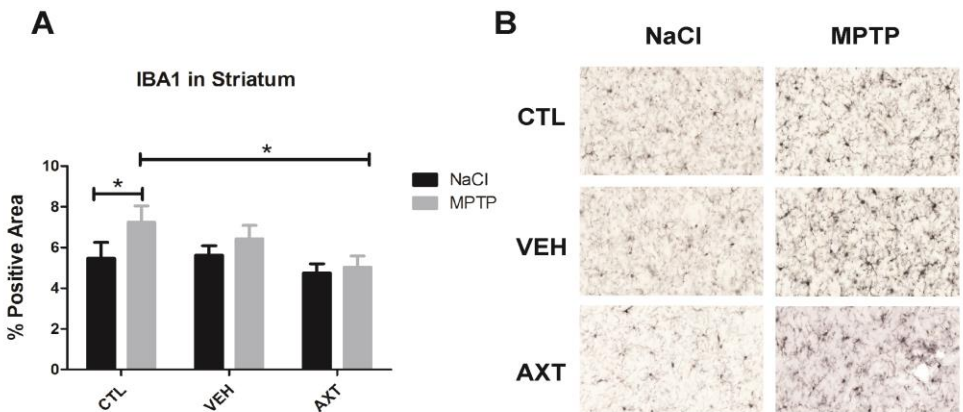 A
IBA1 in Striatum
% Positive Area
10
8
6
4
2
0
*
*
CTL
VEH
AXT
NaCl
MPTP
B
NaCl
MPTP
CTL
VEH
AXT